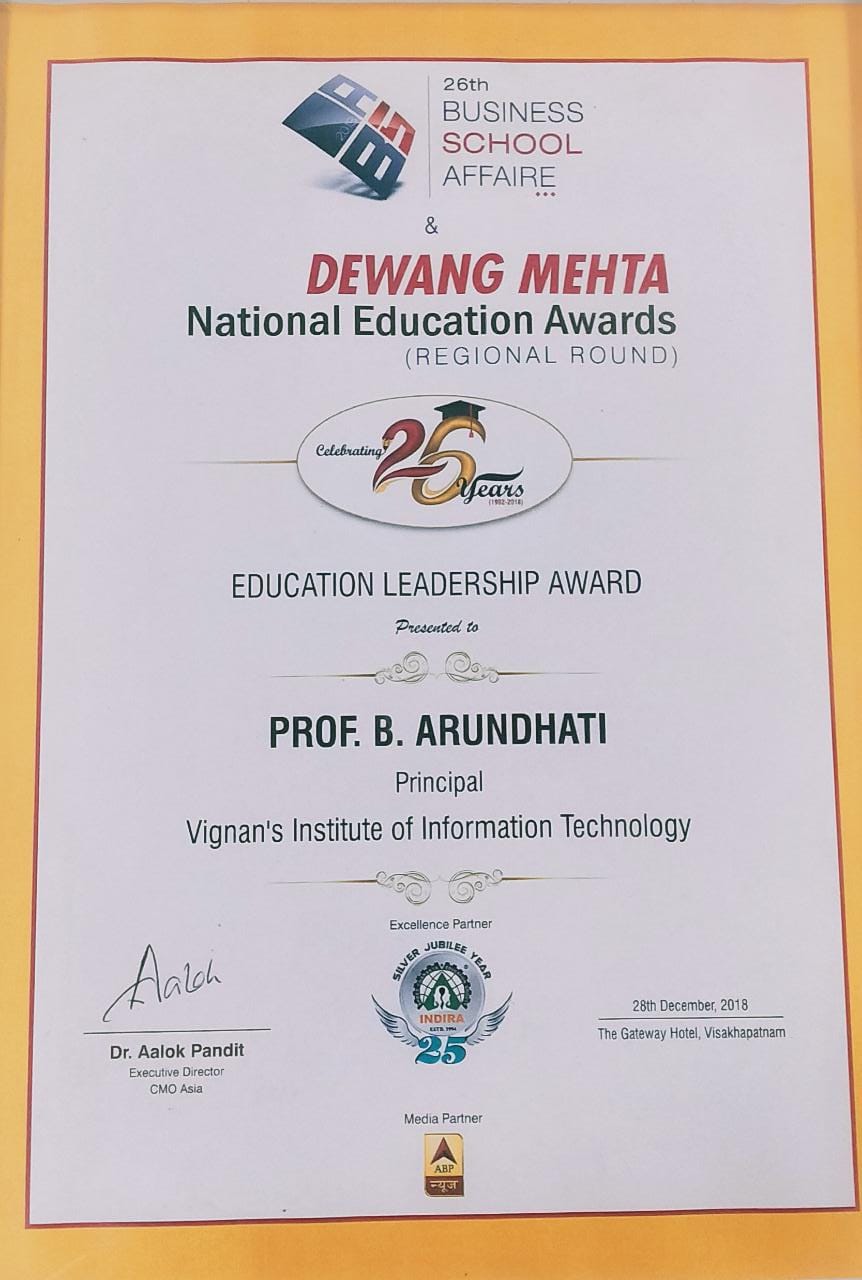 26th
BUSINESS
SCHOOL
AFFAIRE
&
DEWANG MEHTA
National Education Awards
(REGIONAL ROUND)
Celebrating
25
Years
(1992-2018)
EDUCATION LEADERSHIP AWARD
Presented to
PROF. B. ARUNDHATI
Principal
Vignan's Institute of Information Technology
Excellence Partner
SILVER JUBILEE YEAR
INDIRA
ESTD. 1994
25
Aalok
Dr. Aalok Pandit
Executive Director
CMO Asia
28th December, 2018
The Gateway Hotel, Visakhapatnam
Media Partner
ABP
न्यूज़